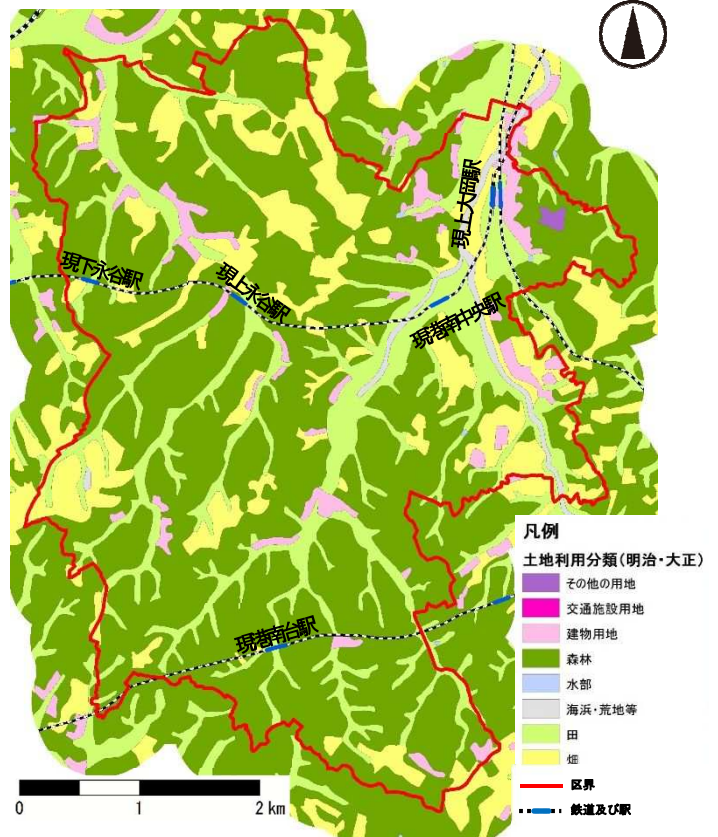 現上大岡駅
現下永谷駅
現上永谷駅
現港南中央駅
現港南台駅
凡例
土地利用分類(明治・大正)
その他の用地
交通施設用地
建物用地
森林
水部
海浜・荒地等
田
畑
区界
鉄道及び駅
0 1 2 km